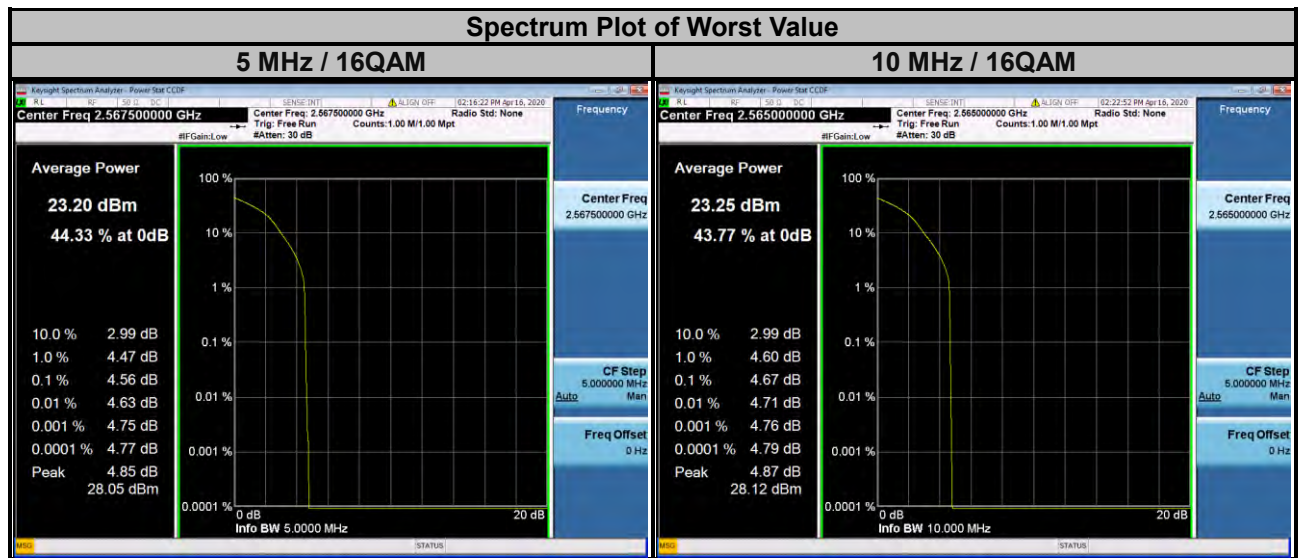 Spectrum Plot of Worst Value
5 MHz / 16QAM
10 MHz / 16QAM
Keysight Spectrum Analyzer - Power Stat CCDF
RL RF 50 Ω DC SENSE:INT ALIGN OFF 02:16:22 PM Apr 16, 2020
Center Freq 2.567500000 GHz
Center Freq: 2.567500000 GHz Radio Std: None
Trig: Free Run Counts:1.00 M/1.00 Mpt
#IFGain:Low #Atten: 30 dB
Frequency
Average Power
23.20 dBm
44.33 % at 0dB
10.0 % 2.99 dB
1.0 % 4.47 dB
0.1 % 4.56 dB
0.01 % 4.63 dB
0.001 % 4.75 dB
0.0001 % 4.77 dB
Peak 4.85 dB
28.05 dBm
100 %
10 %
1 %
0.1 %
0.01 %
0.001 %
0.0001 %
0 dB 20 dB
Info BW 5.0000 MHz
Center Freq
2.567500000 GHz
CF Step
5.000000 MHz
Auto Man
Freq Offset
0 Hz
MSG STATUS
Keysight Spectrum Analyzer - Power Stat CCDF
RL RF 50 Ω DC SENSE:INT ALIGN OFF 02:22:52 PM Apr 16, 2020
Center Freq 2.565000000 GHz
Center Freq: 2.565000000 GHz Radio Std: None
Trig: Free Run Counts:1.00 M/1.00 Mpt
#IFGain:Low #Atten: 30 dB
Frequency
Average Power
23.25 dBm
43.77 % at 0dB
10.0 % 2.99 dB
1.0 % 4.60 dB
0.1 % 4.67 dB
0.01 % 4.71 dB
0.001 % 4.76 dB
0.0001 % 4.79 dB
Peak 4.87 dB
28.12 dBm
100 %
10 %
1 %
0.1 %
0.01 %
0.001 %
0.0001 %
0 dB 20 dB
Info BW 10.000 MHz
Center Freq
2.565000000 GHz
CF Step
5.000000 MHz
Auto Man
Freq Offset
0 Hz
MSG STATUS